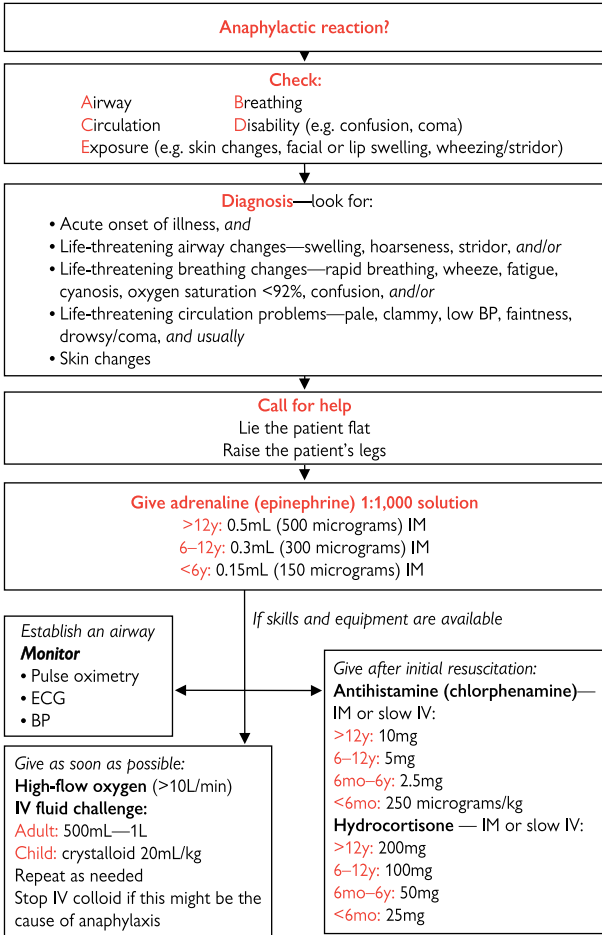 Anaphylactic reaction?
Check:
Airway Breathing
Circulation Disability (e.g. confusion, coma)
Exposure (e.g. skin changes, facial or lip swelling, wheezing/stridor)
Diagnosis—look for:
• Acute onset of illness, and
• Life-threatening airway changes—swelling, hoarseness, stridor, and/or
• Life-threatening breathing changes—rapid breathing, wheeze, fatigue,
cyanosis, oxygen saturation <92%, confusion, and/or
• Life-threatening circulation problems—pale, clammy, low BP, faintness,
drowsy/coma, and usually
• Skin changes
Call for help
Lie the patient flat
Raise the patient's legs
Give adrenaline (epinephrine) 1:1,000 solution
>12y: 0.5mL (500 micrograms) IM
6–12y: 0.3mL (300 micrograms) IM
<6y: 0.15mL (150 micrograms) IM
If skills and equipment are available
Establish an airway
Monitor
• Pulse oximetry
• ECG
• BP
Give as soon as possible:
High-flow oxygen (>10L/min)
IV fluid challenge:
Adult: 500mL—1L
Child: crystalloid 20mL/kg
Repeat as needed
Stop IV colloid if this might be the
cause of anaphylaxis
Give after initial resuscitation:
Antihistamine (chlorphenamine)—
IM or slow IV:
>12y: 10mg
6–12y: 5mg
6mo–6y: 2.5mg
<6mo: 250 micrograms/kg
Hydrocortisone — IM or slow IV:
>12y: 200mg
6–12y: 100mg
6mo–6y: 50mg
<6mo: 25mg